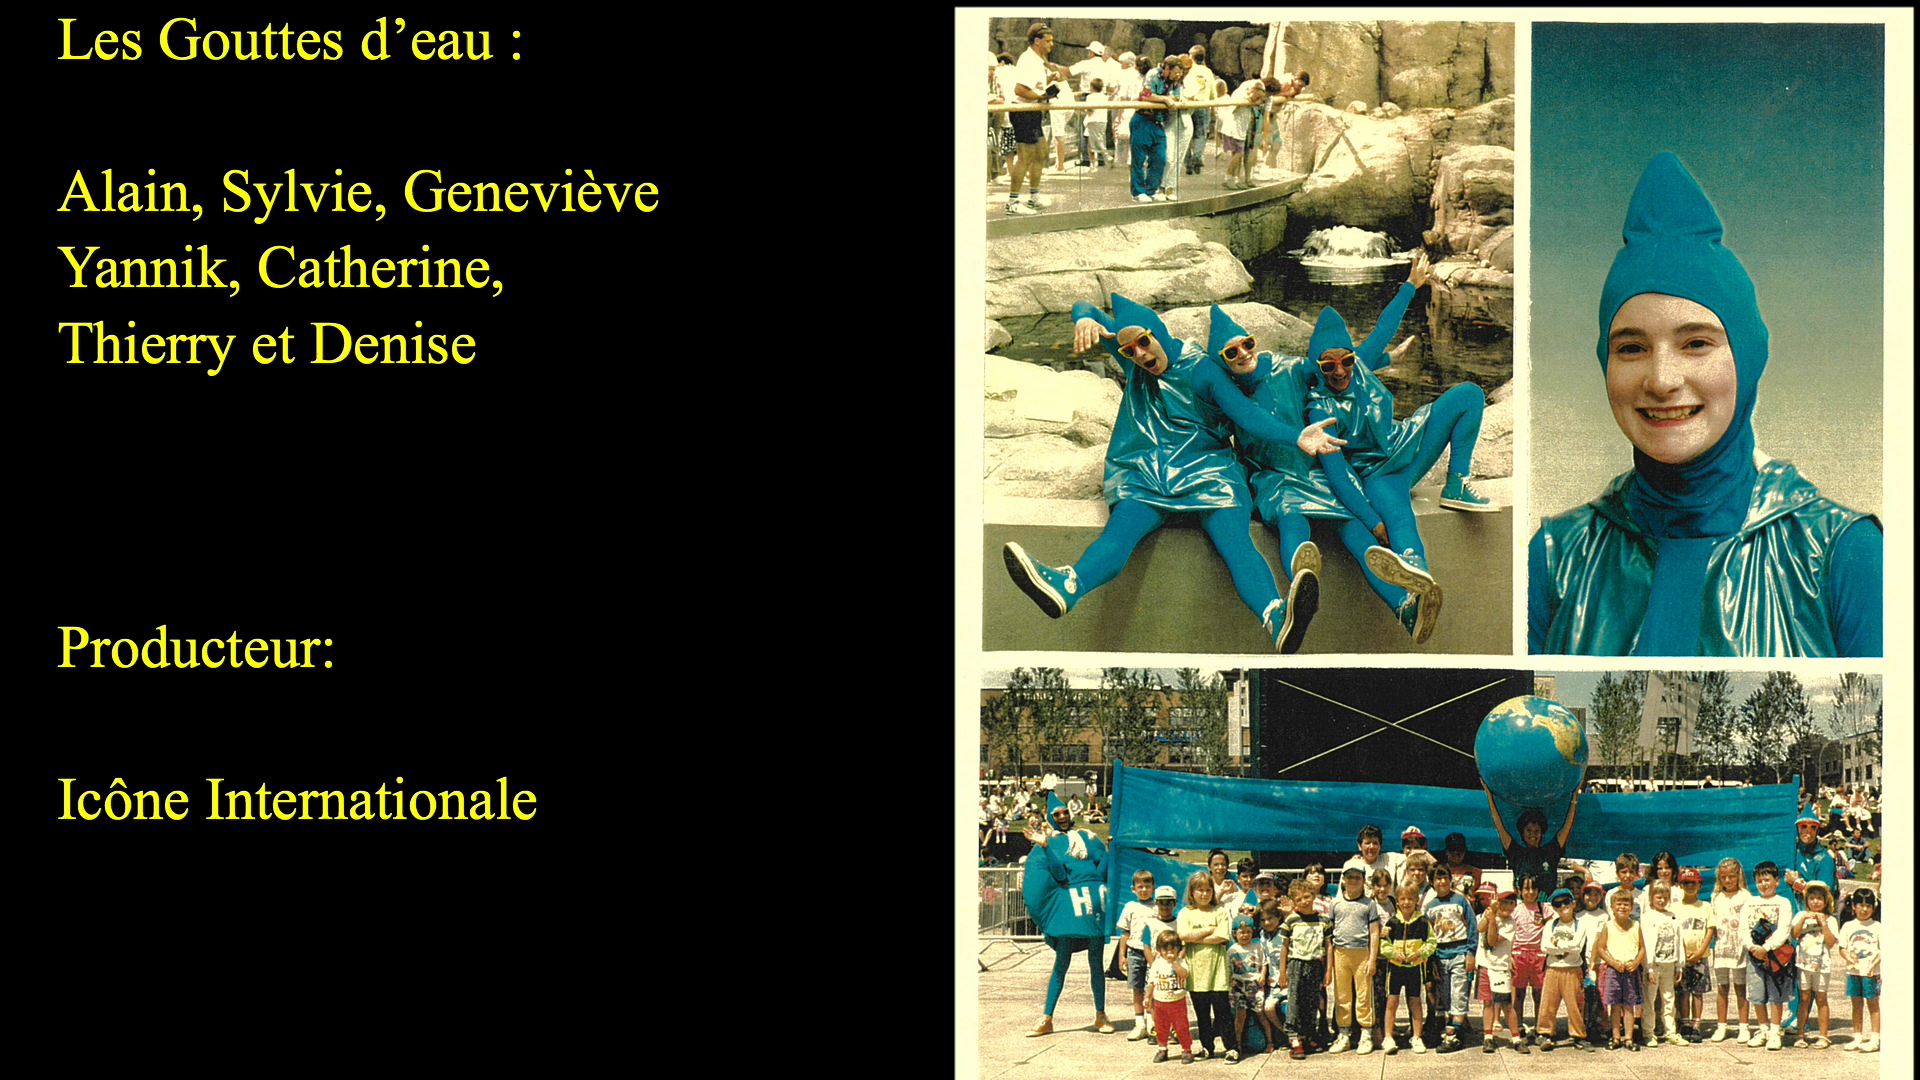 Les Gouttes d’eau :
Alain, Sylvie, Geneviève
Yannik, Catherine,
Thierry et Denise
Producteur:
Icône Internationale